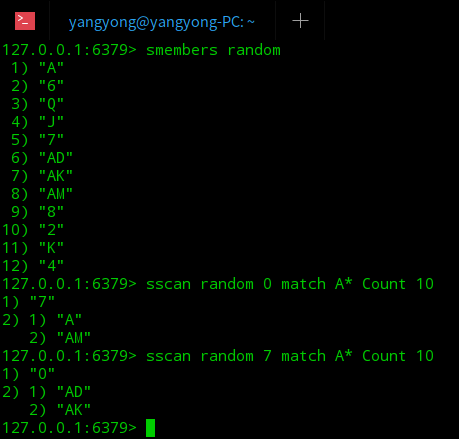 >_ yangyong@yangyong-PC: ~ +
127.0.0.1:6379> smembers random
1) "A"
2) "6"
3) "Q"
4) "J"
5) "7"
6) "AD"
7) "AK"
8) "AM"
9) "8"
10) "2"
11) "K"
12) "4"
127.0.0.1:6379> sscan random 0 match A* Count 10
1) "7"
2) 1) "A"
2) "AM"
127.0.0.1:6379> sscan random 7 match A* Count 10
1) "0"
2) 1) "AD"
2) "AK"
127.0.0.1:6379>